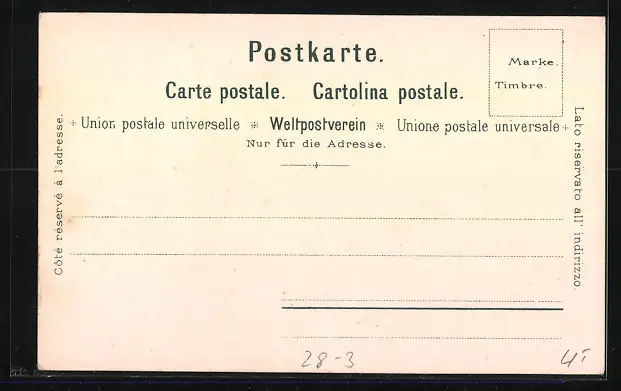 Postkarte.
Marke.
Timbre.
Carte postale. Cartolina postale.
Union postale universelle * Weltpostverein * Unione postale universale
Nur für die Adresse.
Côté réservé à l'adresse.
Lato riservato all' indirizzo.
28-3